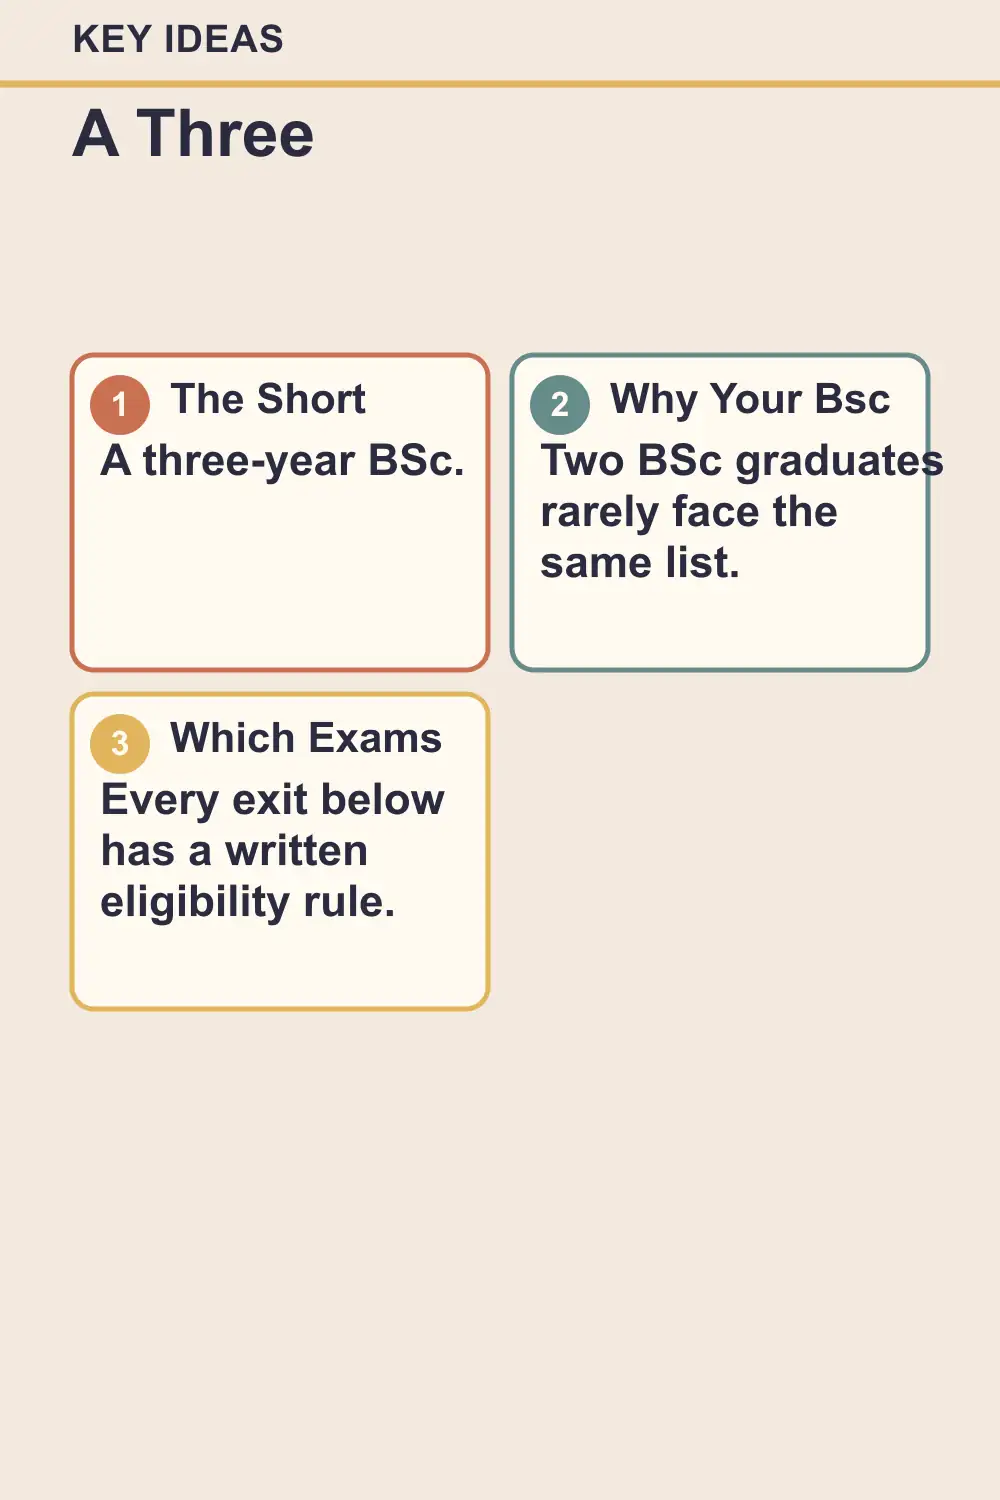 KEY IDEAS
A Three
1
The Short
A three-year BSc.
2
Why Your Bsc
Two BSc graduates
rarely face the
same list.
3
Which Exams
Every exit below
has a written
eligibility rule.